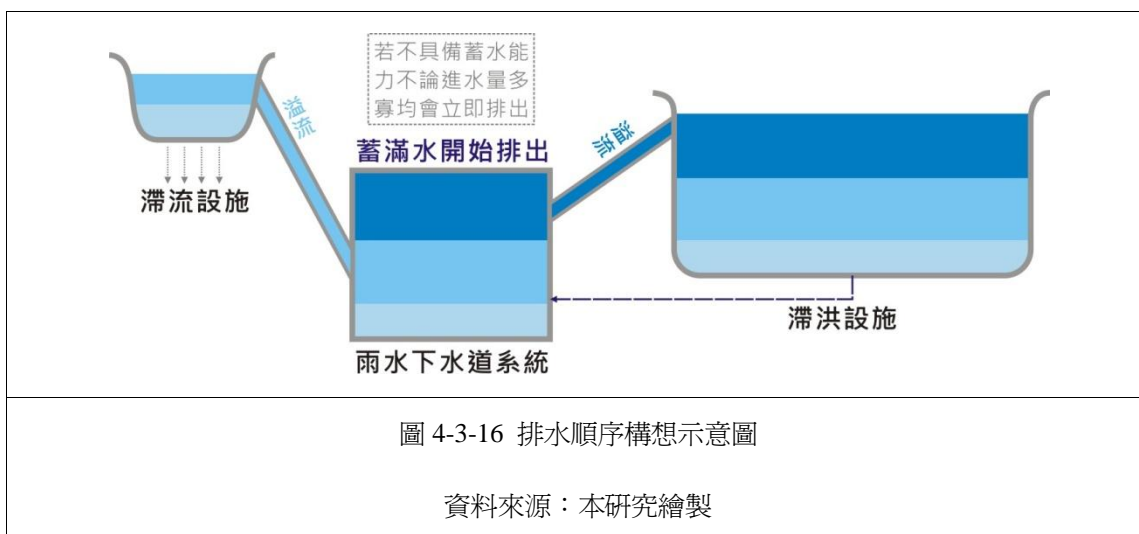 若不具備蓄水能
力不論進水量多
寡均會立即排出
蓄滿水開始排出
溢流
溢流
滯流設施
滯洪設施
雨水下水道系統
圖 4-3-16 排水順序構想示意圖
資料來源：本研究繪製